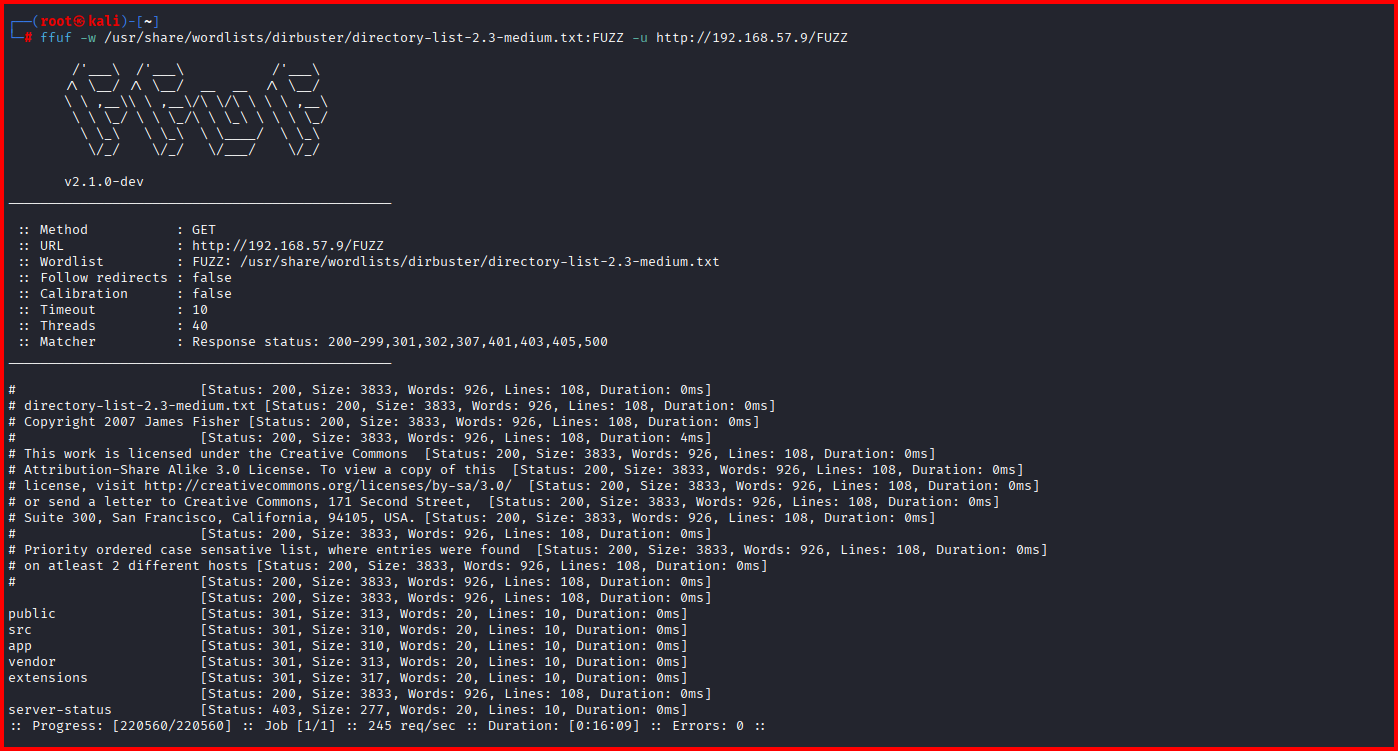 ┌──(root㉿kali)-[~]
└─# ffuf -w /usr/share/wordlists/dirbuster/directory-list-2.3-medium.txt:FUZZ -u http://192.168.57.9/FUZZ

        /'___\  /'___\           /'___\
       /\ \__/ /\ \__/  __  __  /\ \__/
       \ \ ,__\\ \ ,__\/\ \/\ \ \ \ ,__\
        \ \ \_/ \ \ \_/\ \ \_\ \ \ \ \_/
         \ \_\   \ \_\  \ \____/  \ \_\
          \/_/    \/_/   \/___/    \/_/

       v2.1.0-dev
________________________________________________

 :: Method           : GET
 :: URL              : http://192.168.57.9/FUZZ
 :: Wordlist         : FUZZ: /usr/share/wordlists/dirbuster/directory-list-2.3-medium.txt
 :: Follow redirects : false
 :: Calibration      : false
 :: Timeout          : 10
 :: Threads          : 40
 :: Matcher          : Response status: 200-299,301,302,307,401,403,405,500
________________________________________________

#                       [Status: 200, Size: 3833, Words: 926, Lines: 108, Duration: 0ms]
# directory-list-2.3-medium.txt [Status: 200, Size: 3833, Words: 926, Lines: 108, Duration: 0ms]
# Copyright 2007 James Fisher [Status: 200, Size: 3833, Words: 926, Lines: 108, Duration: 0ms]
#                       [Status: 200, Size: 3833, Words: 926, Lines: 108, Duration: 4ms]
# This work is licensed under the Creative Commons  [Status: 200, Size: 3833, Words: 926, Lines: 108, Duration: 0ms]
# Attribution-Share Alike 3.0 License. To view a copy of this  [Status: 200, Size: 3833, Words: 926, Lines: 108, Duration: 0ms]
# license, visit http://creativecommons.org/licenses/by-sa/3.0/  [Status: 200, Size: 3833, Words: 926, Lines: 108, Duration: 0ms]
# or send a letter to Creative Commons, 171 Second Street,  [Status: 200, Size: 3833, Words: 926, Lines: 108, Duration: 0ms]
# Suite 300, San Francisco, California, 94105, USA. [Status: 200, Size: 3833, Words: 926, Lines: 108, Duration: 0ms]
#                       [Status: 200, Size: 3833, Words: 926, Lines: 108, Duration: 0ms]
# Priority ordered case sensative list, where entries were found  [Status: 200, Size: 3833, Words: 926, Lines: 108, Duration: 0ms]
# on atleast 2 different hosts [Status: 200, Size: 3833, Words: 926, Lines: 108, Duration: 0ms]
#                       [Status: 200, Size: 3833, Words: 926, Lines: 108, Duration: 0ms]
                        [Status: 200, Size: 3833, Words: 926, Lines: 108, Duration: 0ms]
public                  [Status: 301, Size: 313, Words: 20, Lines: 10, Duration: 0ms]
src                     [Status: 301, Size: 310, Words: 20, Lines: 10, Duration: 0ms]
app                     [Status: 301, Size: 310, Words: 20, Lines: 10, Duration: 0ms]
vendor                  [Status: 301, Size: 313, Words: 20, Lines: 10, Duration: 0ms]
extensions              [Status: 301, Size: 317, Words: 20, Lines: 10, Duration: 0ms]
                        [Status: 200, Size: 3833, Words: 926, Lines: 108, Duration: 0ms]
server-status           [Status: 403, Size: 277, Words: 20, Lines: 10, Duration: 0ms]
:: Progress: [220560/220560] :: Job [1/1] :: 245 req/sec :: Duration: [0:16:09] :: Errors: 0 ::